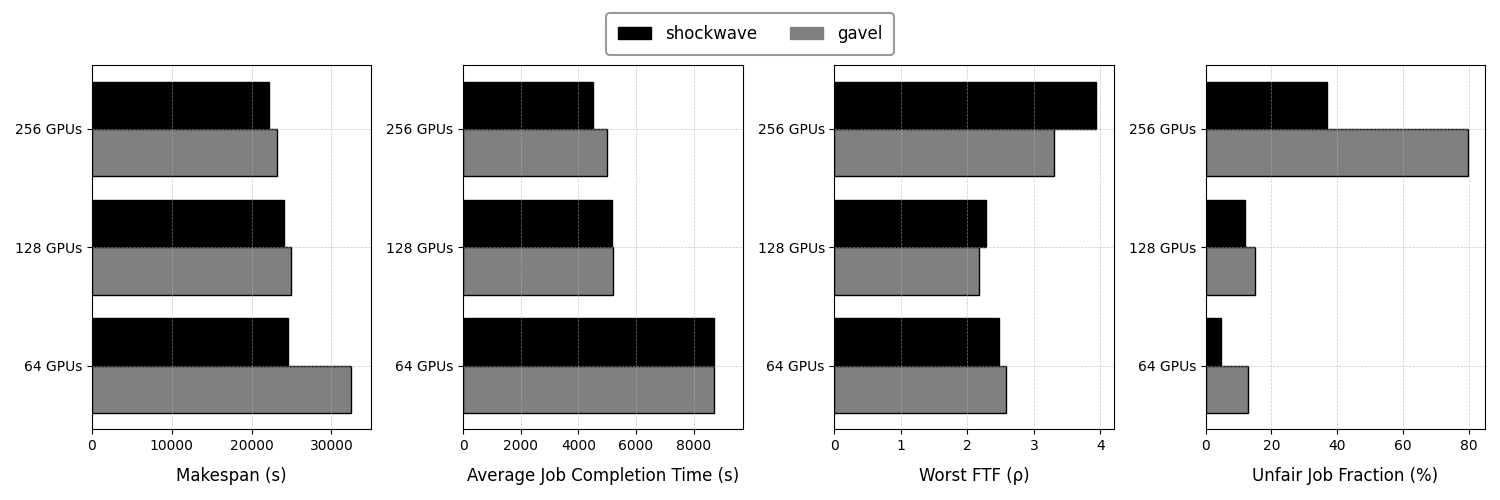 shockwave gavel
256 GPUs
128 GPUs
64 GPUs
0 10000 20000 30000
Makespan (s)
256 GPUs
128 GPUs
64 GPUs
0 2000 4000 6000 8000
Average Job Completion Time (s)
256 GPUs
128 GPUs
64 GPUs
0 1 2 3 4
Worst FTF (ρ)
256 GPUs
128 GPUs
64 GPUs
0 20 40 60 80
Unfair Job Fraction (%)